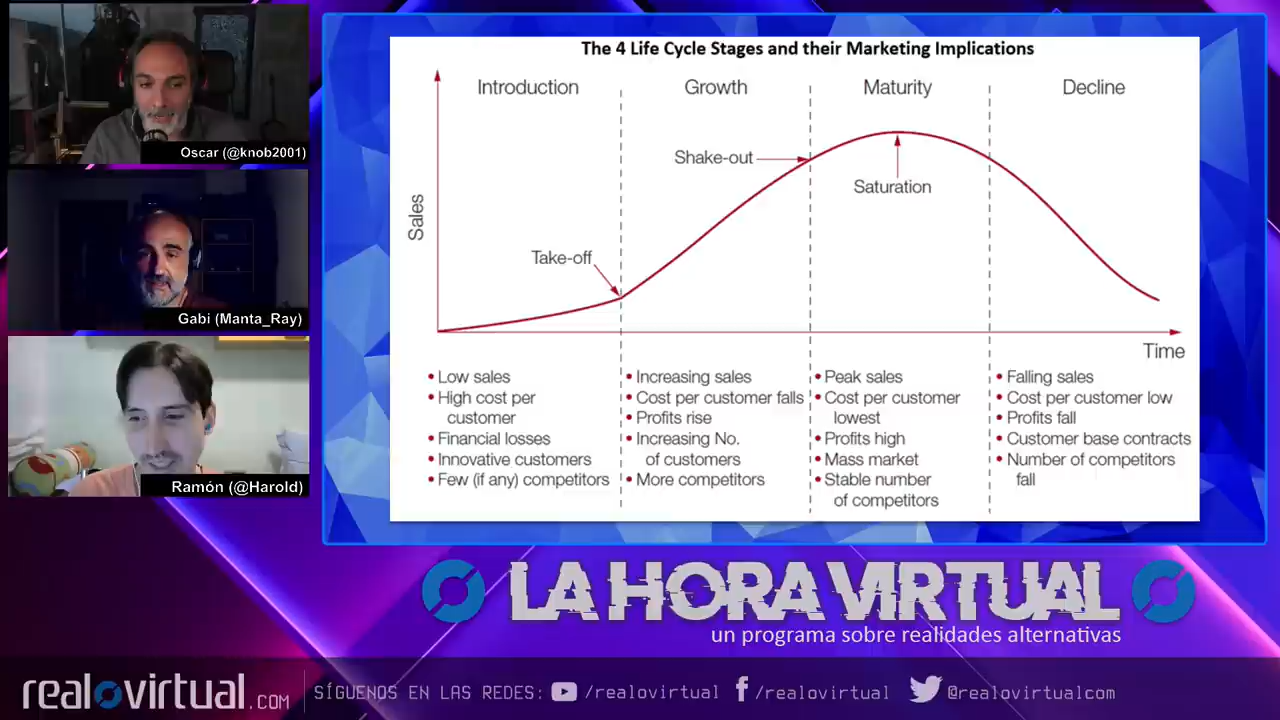 Oscar (@knob2001)
Gabi (Manta_Ray)
Ramón (@Harold)
The 4 Life Cycle Stages and their Marketing Implications
Introduction
Growth
Maturity
Decline
Sales
Take-off
Shake-out
Saturation
Time
• Low sales
• High cost per
customer
• Financial losses
• Innovative customers
• Few (if any) competitors
• Increasing sales
• Cost per customer falls
• Profits rise
• Increasing No.
of customers
• More competitors
• Peak sales
• Cost per customer
lowest
• Profits high
• Mass market
• Stable number
of competitors
• Falling sales
• Cost per customer low
• Profits fall
• Customer base contracts
• Number of competitors
fall
LA HORA VIRTUAL
un programa sobre realidades alternativas
realovirtual.com
SÍGUENOS EN LAS REDES: /realovirtual /realovirtual @realovirtualcom